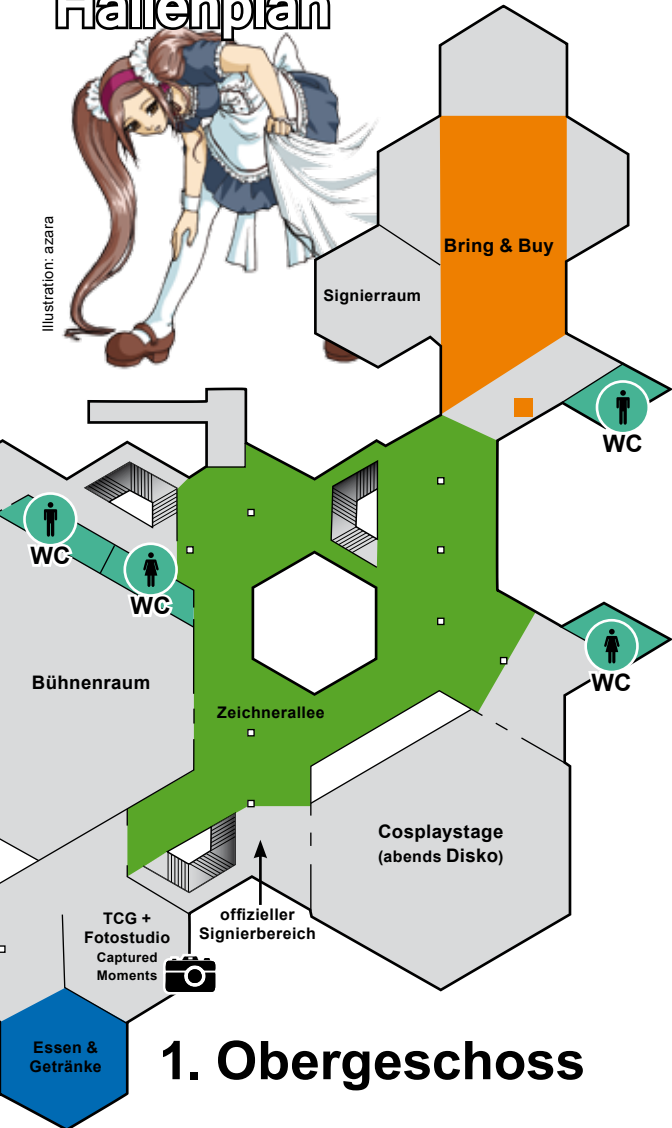 Hallenplan
Illustration: azara
Bring & Buy
Signierraum
WC
WC
WC
Bühnenraum
WC
Zeichnerallee
Cosplaystage
(abends Disko)
offizieller
Signierbereich
TCG +
Fotostudio
Captured
Moments
Essen &
Getränke
1. Obergeschoss